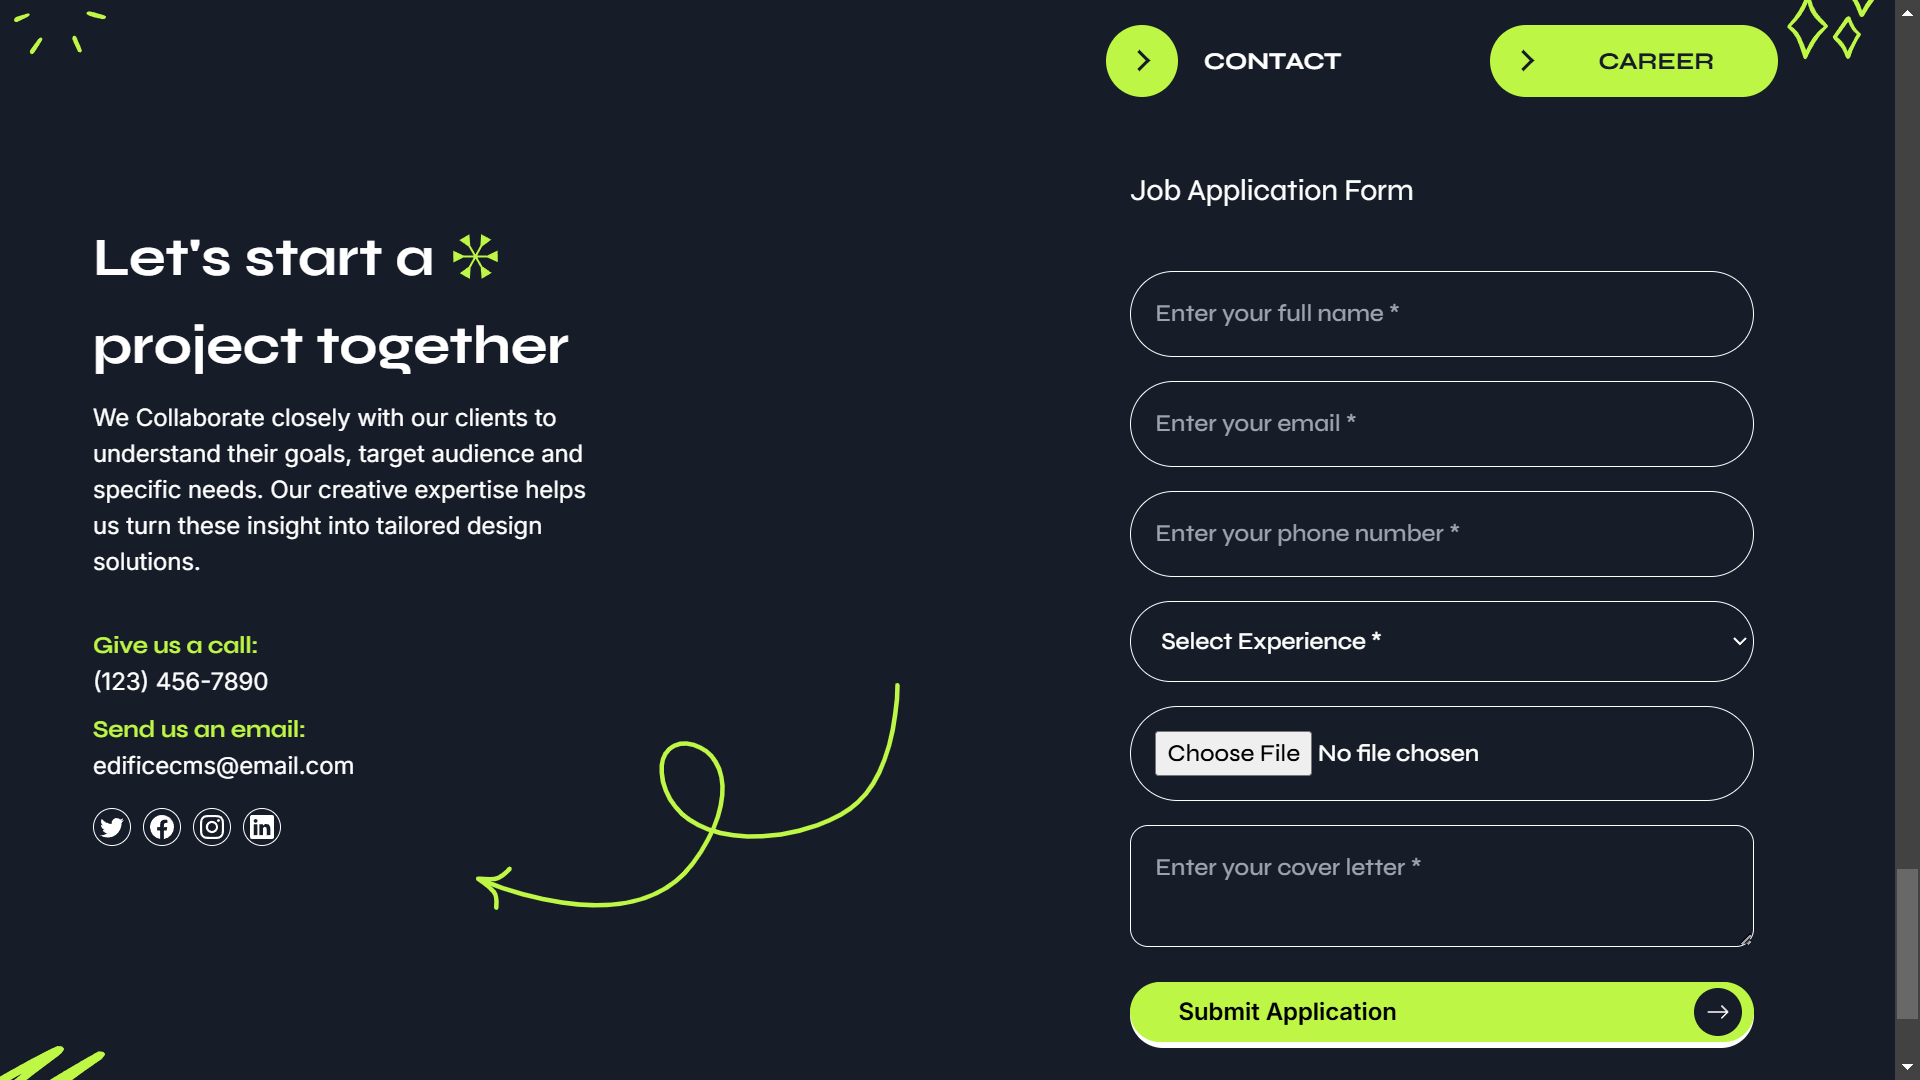 CONTACT
CAREER
Let's start a
project together
We Collaborate closely with our clients to
understand their goals, target audience and
specific needs. Our creative expertise helps
us turn these insight into tailored design
solutions.
Give us a call:
(123) 456-7890
Send us an email:
edificecms@email.com
Job Application Form
Enter your full name *
Enter your email *
Enter your phone number *
Select Experience *
Choose File No file chosen
Enter your cover letter *
Submit Application